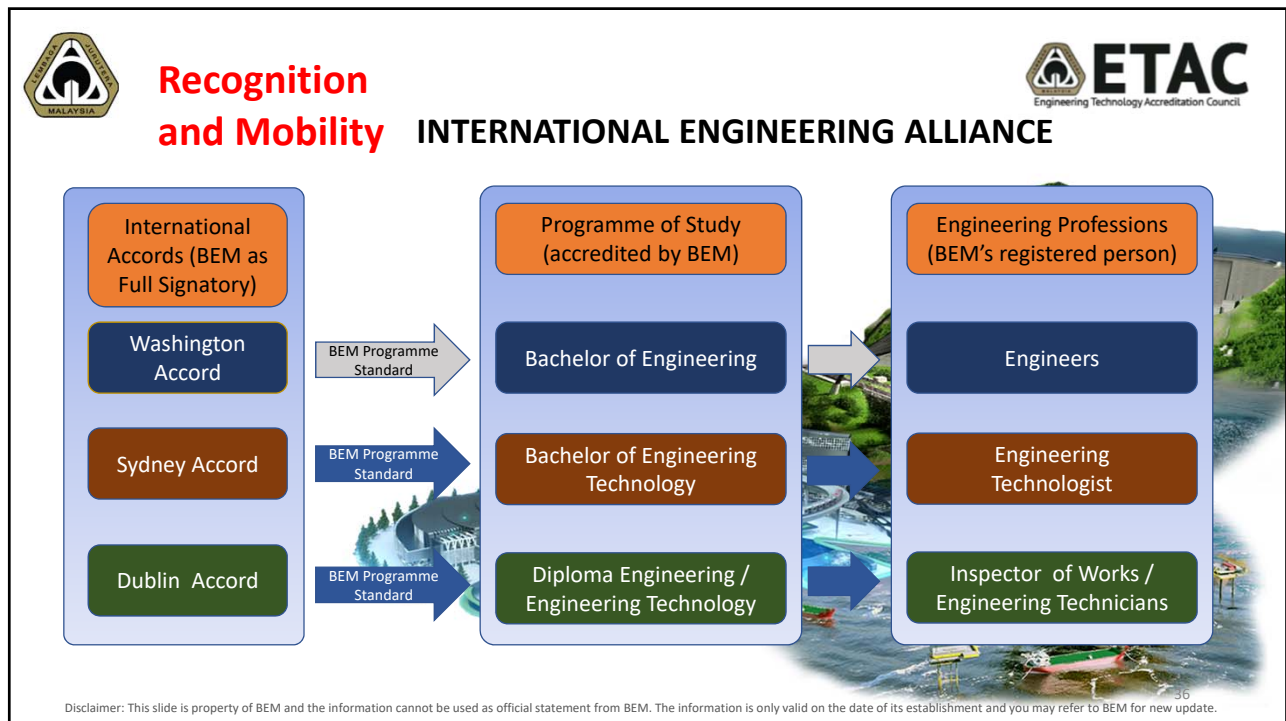 LEMBAGA JURUTERA
MALAYSIA
Recognition
and Mobility
ETAC
Engineering Technology Accreditation Council
INTERNATIONAL ENGINEERING ALLIANCE
International
Accords (BEM as
Full Signatory)
Programme of Study
(accredited by BEM)
Engineering Professions
(BEM’s registered person)
Washington
Accord
BEM Programme
Standard
Bachelor of Engineering
Engineers
Sydney Accord
BEM Programme
Standard
Bachelor of Engineering
Technology
Engineering
Technologist
Dublin Accord
BEM Programme
Standard
Diploma Engineering /
Engineering Technology
Inspector of Works /
Engineering Technicians
36
Disclaimer: This slide is property of BEM and the information cannot be used as official statement from BEM. The information is only valid on the date of its establishment and you may refer to BEM for new update.